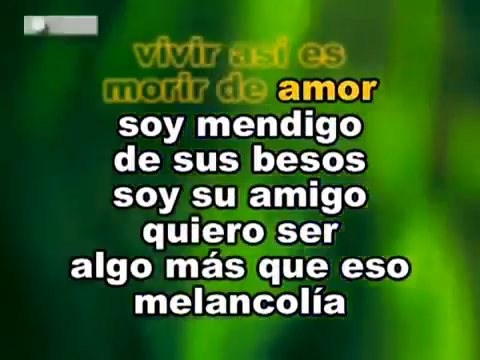 vivir así es
morir de amor
soy mendigo
de sus besos
soy su amigo
quiero ser
algo más que eso
melancolía